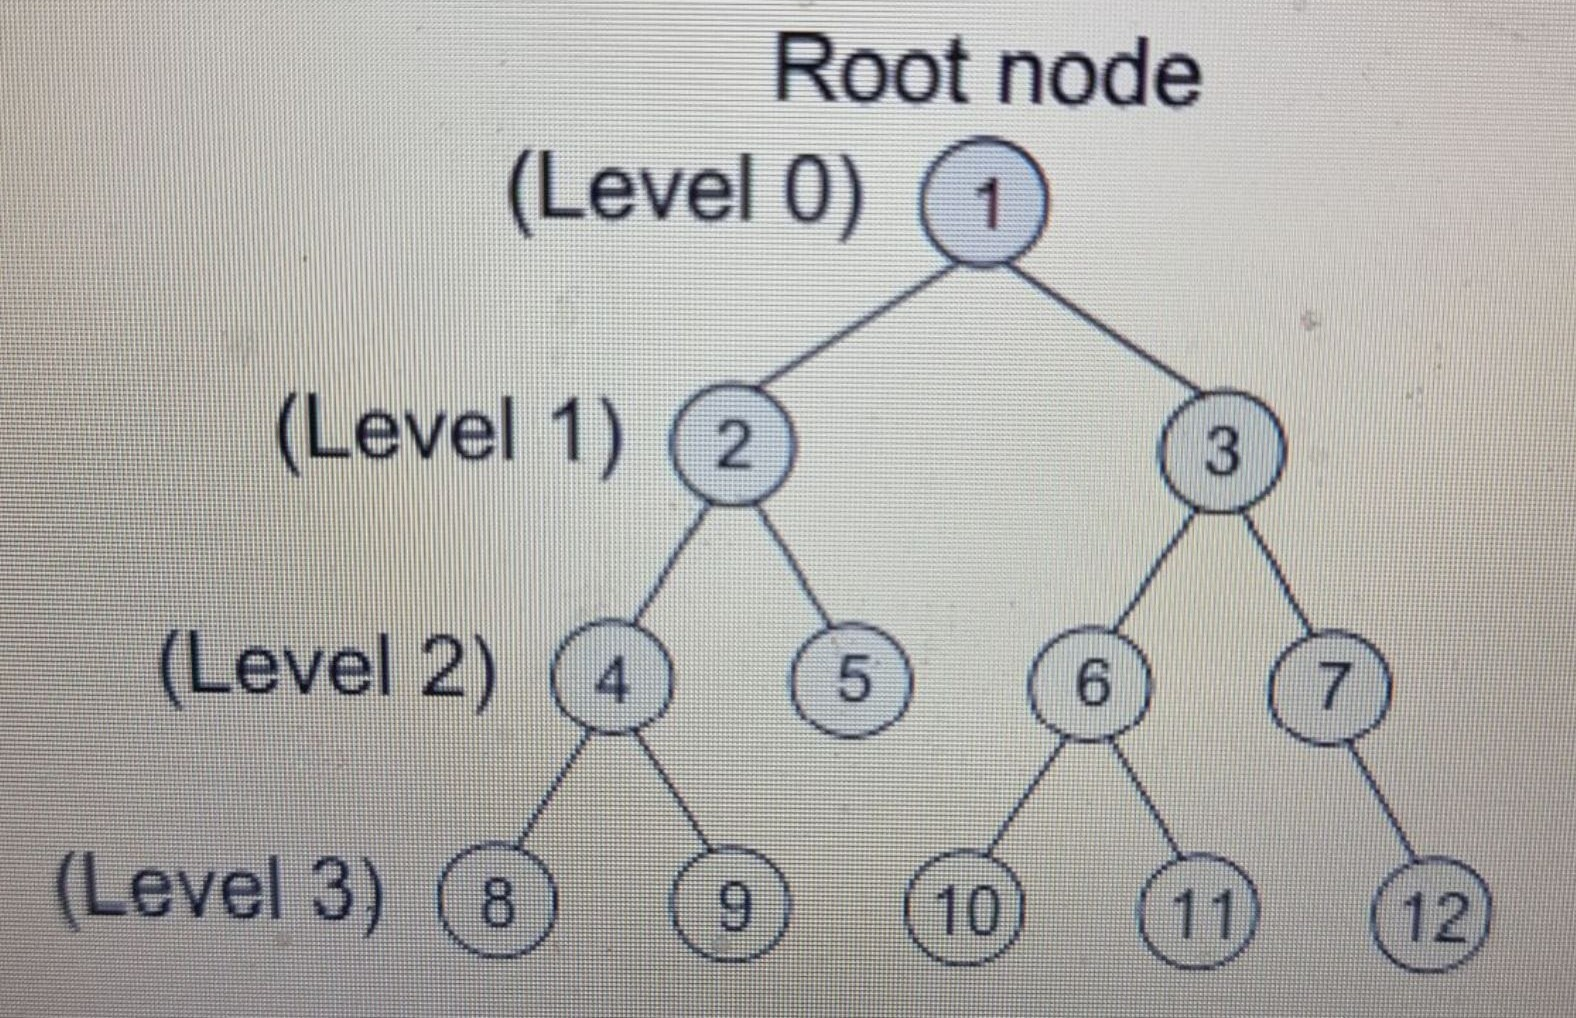 Root node
(Level 0) 1
(Level 1) 2 3
(Level 2) 4 5 6 7
(Level 3) 8 9 10 11 12